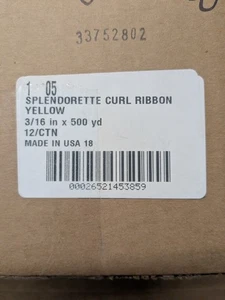 33752802
1 05
SPLENDORETTE CURL RIBBON
YELLOW
3/16 in x 500 yd
12/CTN
MADE IN USA 18
00026521453859